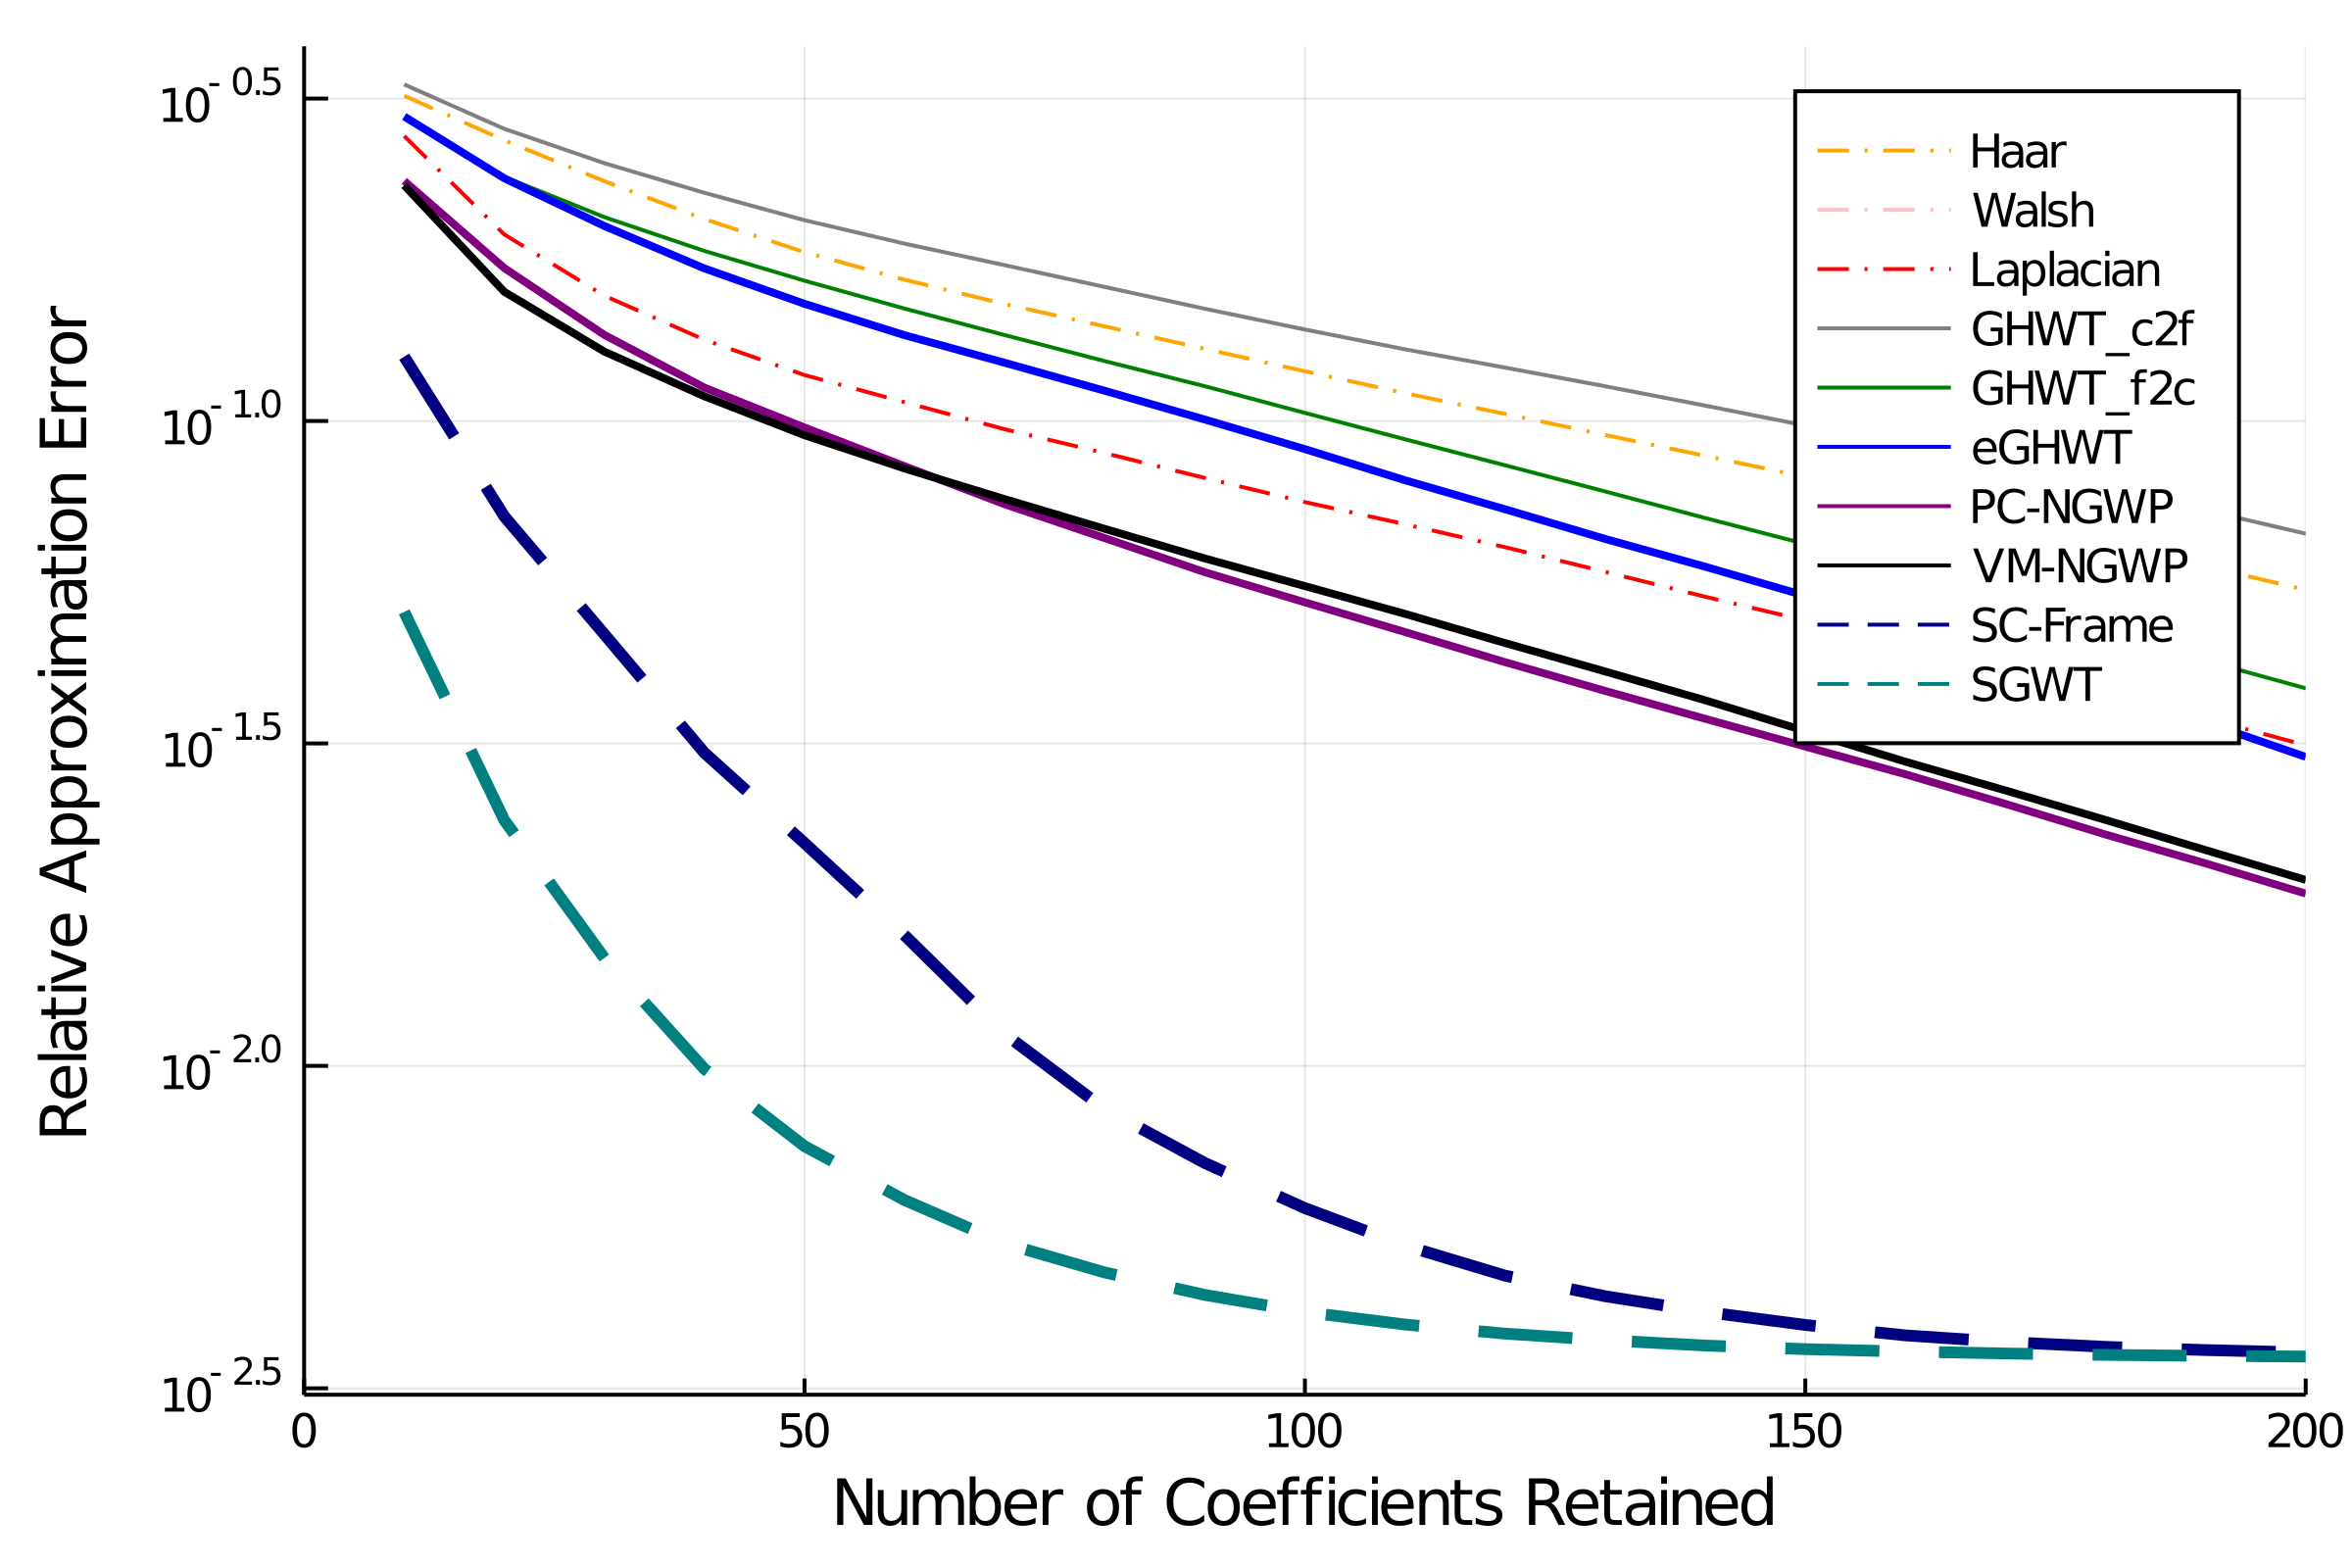 Relative Approximation Error
10^-0.5
10^-1.0
10^-1.5
10^-2.0
10^-2.5
0 50 100 150 200
Number of Coefficients Retained
Haar
Walsh
Laplacian
GHWT_c2f
GHWT_f2c
eGHWT
PC-NGWP
VM-NGWP
SC-Frame
SGWT